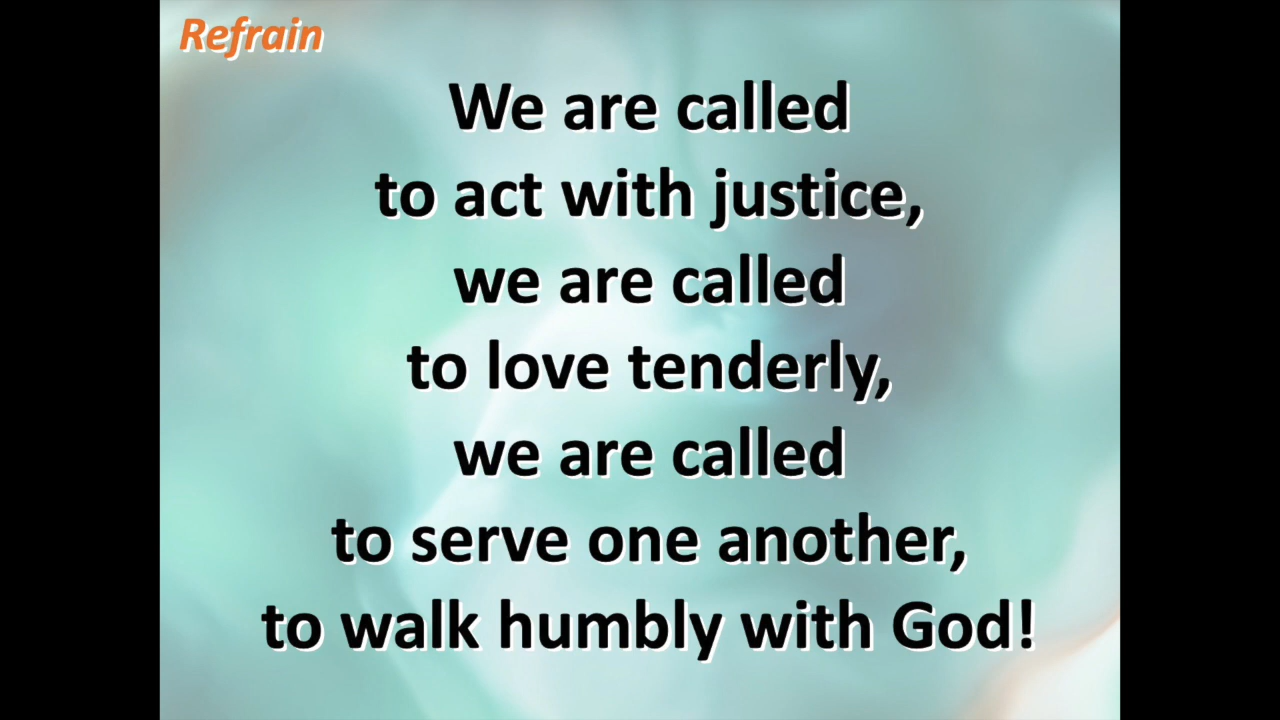 Refrain
We are called
to act with justice,
we are called
to love tenderly,
we are called
to serve one another,
to walk humbly with God!